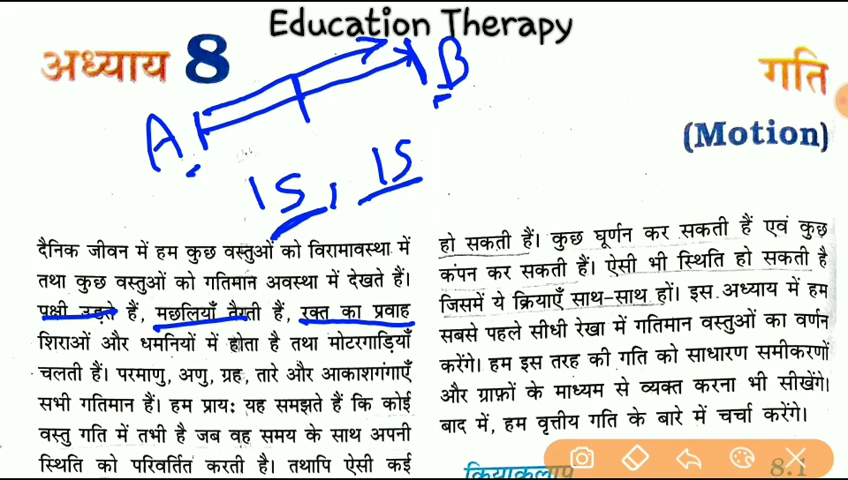 Education Therapy
अध्याय 8
गति
(Motion)
A
B
15, 15
दैनिक जीवन में हम कुछ वस्तुओं को विरामावस्था में
तथा कुछ वस्तुओं को गतिमान अवस्था में देखते हैं।
पक्षी उड़ते हैं, मछलियाँ तैरती हैं, रक्त का प्रवाह
शिराओं और धमनियों में होता है तथा मोटरगाड़ियाँ
चलती हैं। परमाणु, अणु, ग्रह, तारे और आकाशगंगाएँ
सभी गतिमान हैं। हम प्राय: यह समझते हैं कि कोई
वस्तु गति में तभी है जब वह समय के साथ अपनी
स्थिति को परिवर्तित करती है। तथापि ऐसी कई
हो सकती हैं। कुछ घूर्णन कर सकती हैं एवं कुछ
कंपन कर सकती हैं। ऐसी भी स्थिति हो सकती है
जिसमें ये क्रियाएँ साथ-साथ हों। इस अध्याय में हम
सबसे पहले सीधी रेखा में गतिमान वस्तुओं का वर्णन
करेंगे। हम इस तरह की गति को साधारण समीकरणों
और ग्राफ़ों के माध्यम से व्यक्त करना भी सीखेंगे।
बाद में, हम वृत्तीय गति के बारे में चर्चा करेंगे।
क्रियाकलाप 8.1